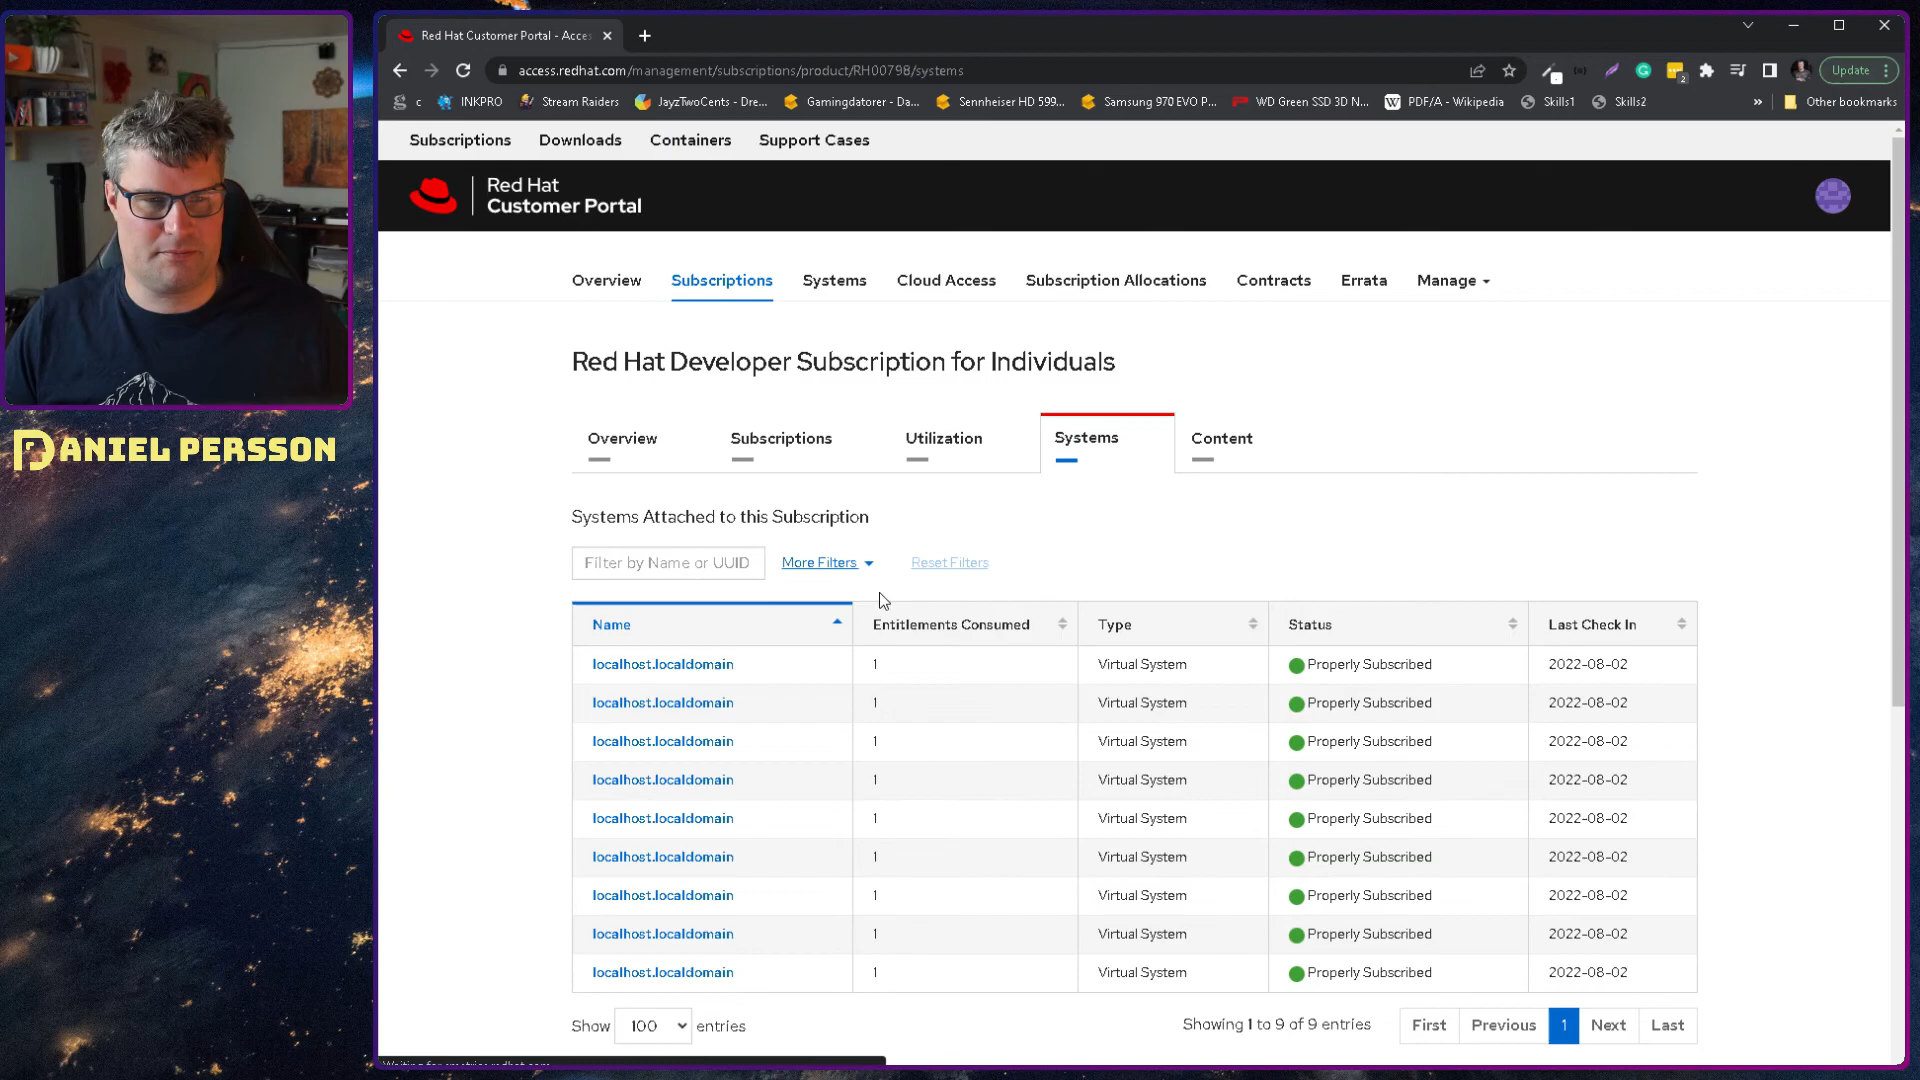 Red Hat Customer Portal - Acces
access.redhat.com/management/subscriptions/product/RH00798/systems
Update
c INKPRO Stream Raiders JayzTwoCents - Dre... Gamingdatorer - Da... Sennheiser HD 599... Samsung 970 EVO P... WD Green SSD 3D N... PDF/A - Wikipedia Skills1 Skills2 » Other bookmarks
Subscriptions Downloads Containers Support Cases
Red Hat
Customer Portal
Overview Subscriptions Systems Cloud Access Subscription Allocations Contracts Errata Manage
Red Hat Developer Subscription for Individuals
Overview Subscriptions Utilization Systems Content
DANIEL PERSSON
Systems Attached to this Subscription
Filter by Name or UUID More Filters Reset Filters
Name Entitlements Consumed Type Status Last Check In
localhost.localdomain 1 Virtual System Properly Subscribed 2022-08-02
localhost.localdomain 1 Virtual System Properly Subscribed 2022-08-02
localhost.localdomain 1 Virtual System Properly Subscribed 2022-08-02
localhost.localdomain 1 Virtual System Properly Subscribed 2022-08-02
localhost.localdomain 1 Virtual System Properly Subscribed 2022-08-02
localhost.localdomain 1 Virtual System Properly Subscribed 2022-08-02
localhost.localdomain 1 Virtual System Properly Subscribed 2022-08-02
localhost.localdomain 1 Virtual System Properly Subscribed 2022-08-02
localhost.localdomain 1 Virtual System Properly Subscribed 2022-08-02
Show 100 entries Showing 1 to 9 of 9 entries First Previous 1 Next Last